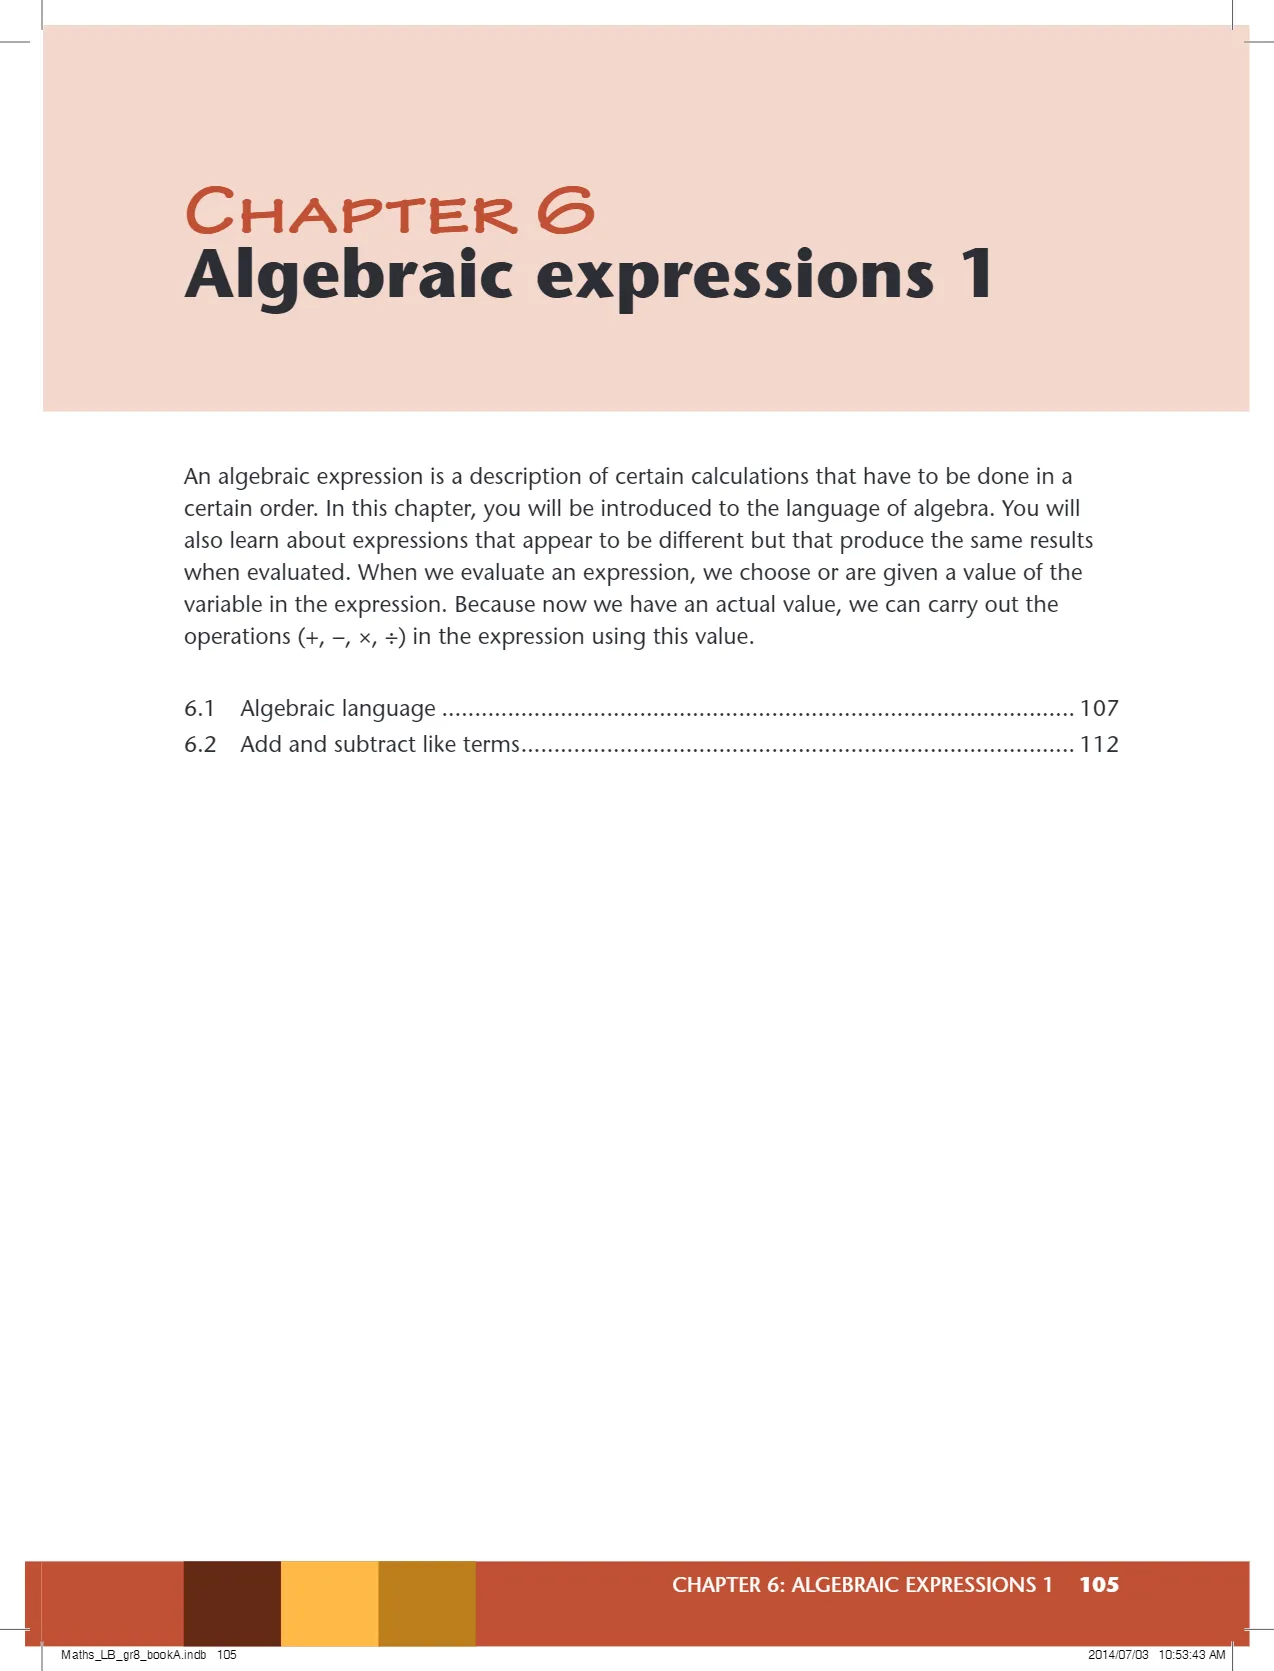 CHAPTER 6
Algebraic expressions 1
An algebraic expression is a description of certain calculations that have to be done in a
certain order. In this chapter, you will be introduced to the language of algebra. You will
also learn about expressions that appear to be different but that produce the same results
when evaluated. When we evaluate an expression, we choose or are given a value of the
variable in the expression. Because now we have an actual value, we can carry out the
operations (+, –, ×, ÷) in the expression using this value.
6.1 Algebraic language ................................................................................................ 107
6.2 Add and subtract like terms.................................................................................... 112
CHAPTER 6: ALGEBRAIC EXPRESSIONS 1 105
Maths_LB_gr8_bookA.indb 105 2014/07/03 10:53:43 AM